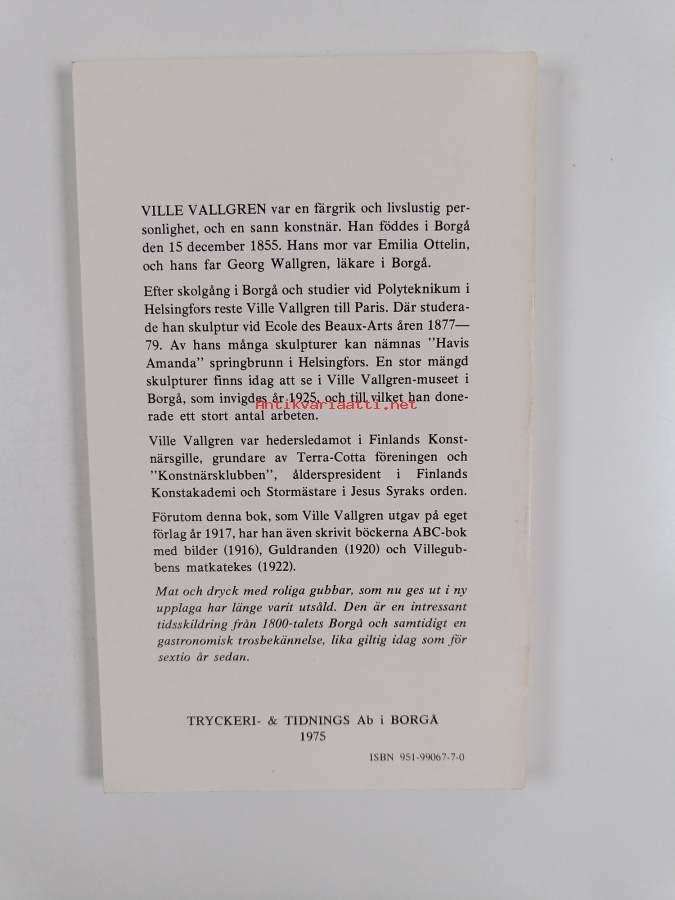 VILLE VALLGREN var en färgrik och livslustig per-
sonlighet, och en sann konstnär. Han föddes i Borgå
den 15 december 1855. Hans mor var Emilia Ottelin,
och hans far Georg Wallgren, läkare i Borgå.
Efter skolgång i Borgå och studier vid Polyteknikum i
Helsingfors reste Ville Vallgren till Paris. Där studera-
de han skulptur vid Ecole des Beaux-Arts åren 1877—
79. Av hans många skulpturer kan nämnas "Havis
Amanda" springbrunn i Helsingfors. En stor mängd
skulpturer finns idag att se i Ville Vallgren-museet i
Borgå, som invigdes år 1925, och till vilket han done-
Antikvariaatti.net
rade ett stort antal arbeten.
Ville Vallgren var hedersledamot i Finlands Konst-
närsgille, grundare av Terra-Cotta föreningen och
"Konstnärsklubben", ålderspresident i Finlands
Konstakademi och Stormästare i Jesus Syraks orden.
Förutom denna bok, som Ville Vallgren utgav på eget
förlag år 1917, har han även skrivit böckerna ABC-bok
med bilder (1916), Guldranden (1920) och Villegub-
bens matkatekes (1922).
Mat och dryck med roliga gubbar, som nu ges ut i ny
upplaga har länge varit utsåld. Den är en intressant
tidsskildring från 1800-talets Borgå och samtidigt en
gastronomisk trosbekännelse, lika giltig idag som för
sextio år sedan.
TRYCKERI- & TIDNINGS Ab i BORGÅ
1975
ISBN 951-99067-7-0